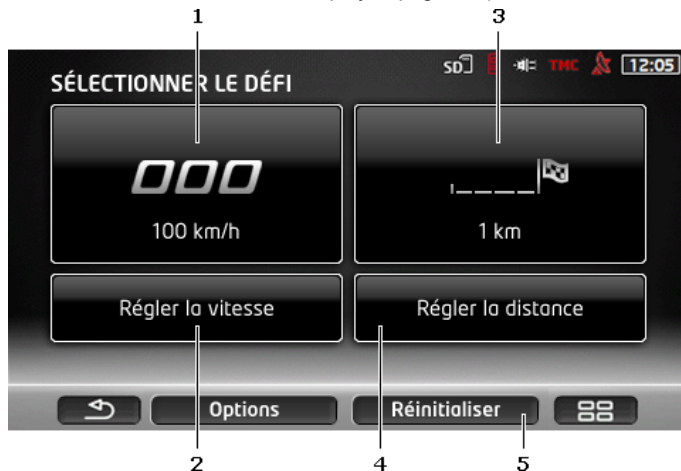 1 3
SD TMC 12:05
SÉLECTIONNER LE DÉFI
000
100 km/h 1 km
Régler la vitesse Régler la distance
Options Réinitialiser
2 4 5